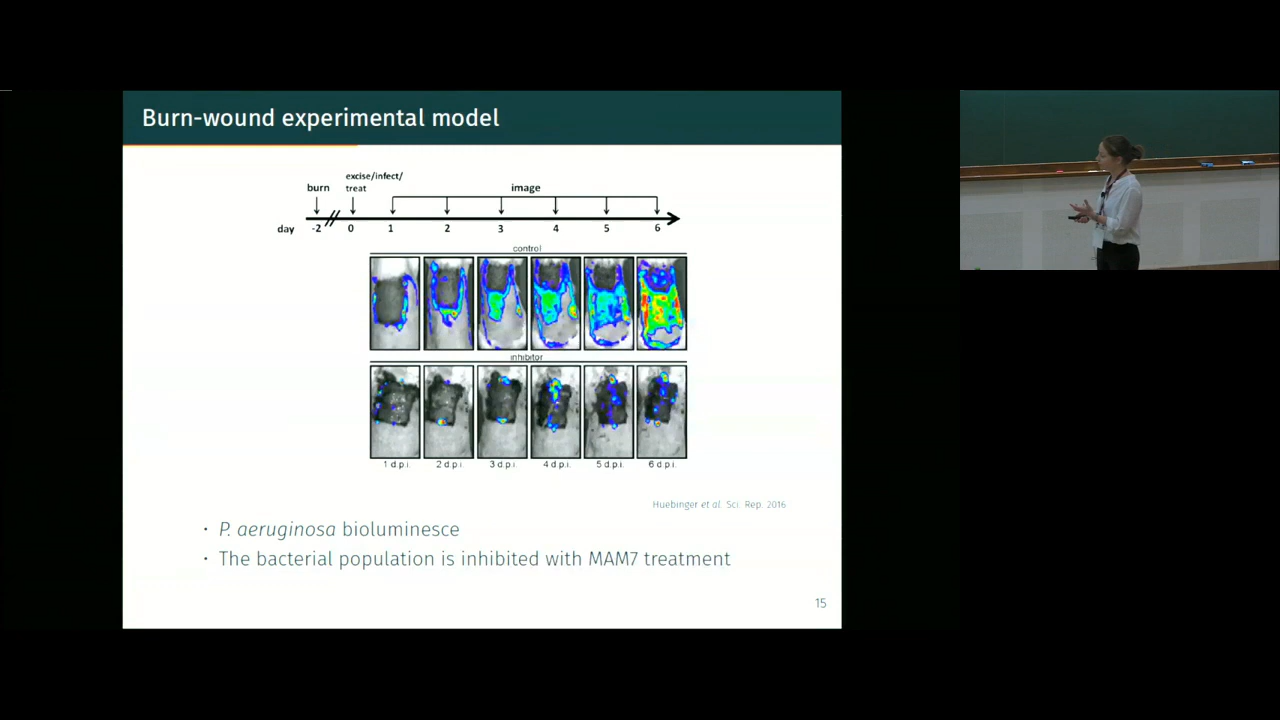 Burn-wound experimental model
excise/infect/
burn treat image
day -2 0 1 2 3 4 5 6
control
inhibitor
1 d.p.i. 2 d.p.i. 3 d.p.i. 4 d.p.i. 5 d.p.i. 6 d.p.i.
Huebinger et al. Sci. Rep. 2016
· P. aeruginosa bioluminesce
· The bacterial population is inhibited with MAM7 treatment
15